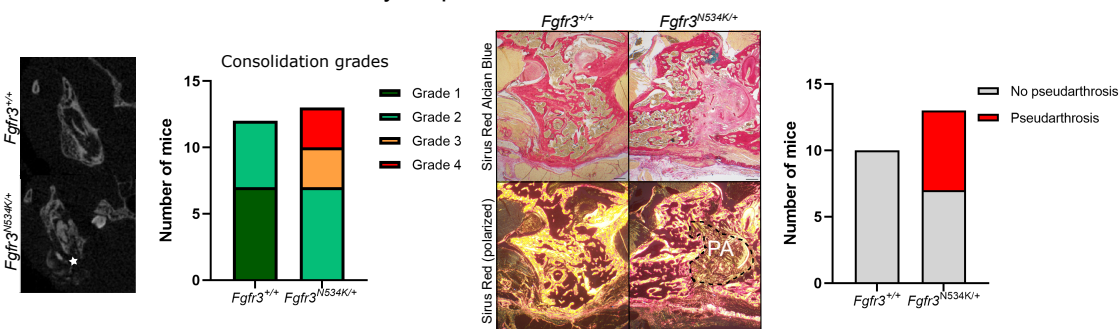 Fgfr3+/+
Fgfr3N534K/+
Consolidation grades
Number of mice
15
10
5
0
Fgfr3+/+
Fgfr3N534K/+
Grade 1
Grade 2
Grade 3
Grade 4
Fgfr3+/+
Fgfr3N534K/+
Sirus Red Alcian Blue
Sirus Red (polarized)
PA
Number of mice
15
10
5
0
Fgfr3+/+
Fgfr3N534K/+
No pseudarthrosis
Pseudarthrosis